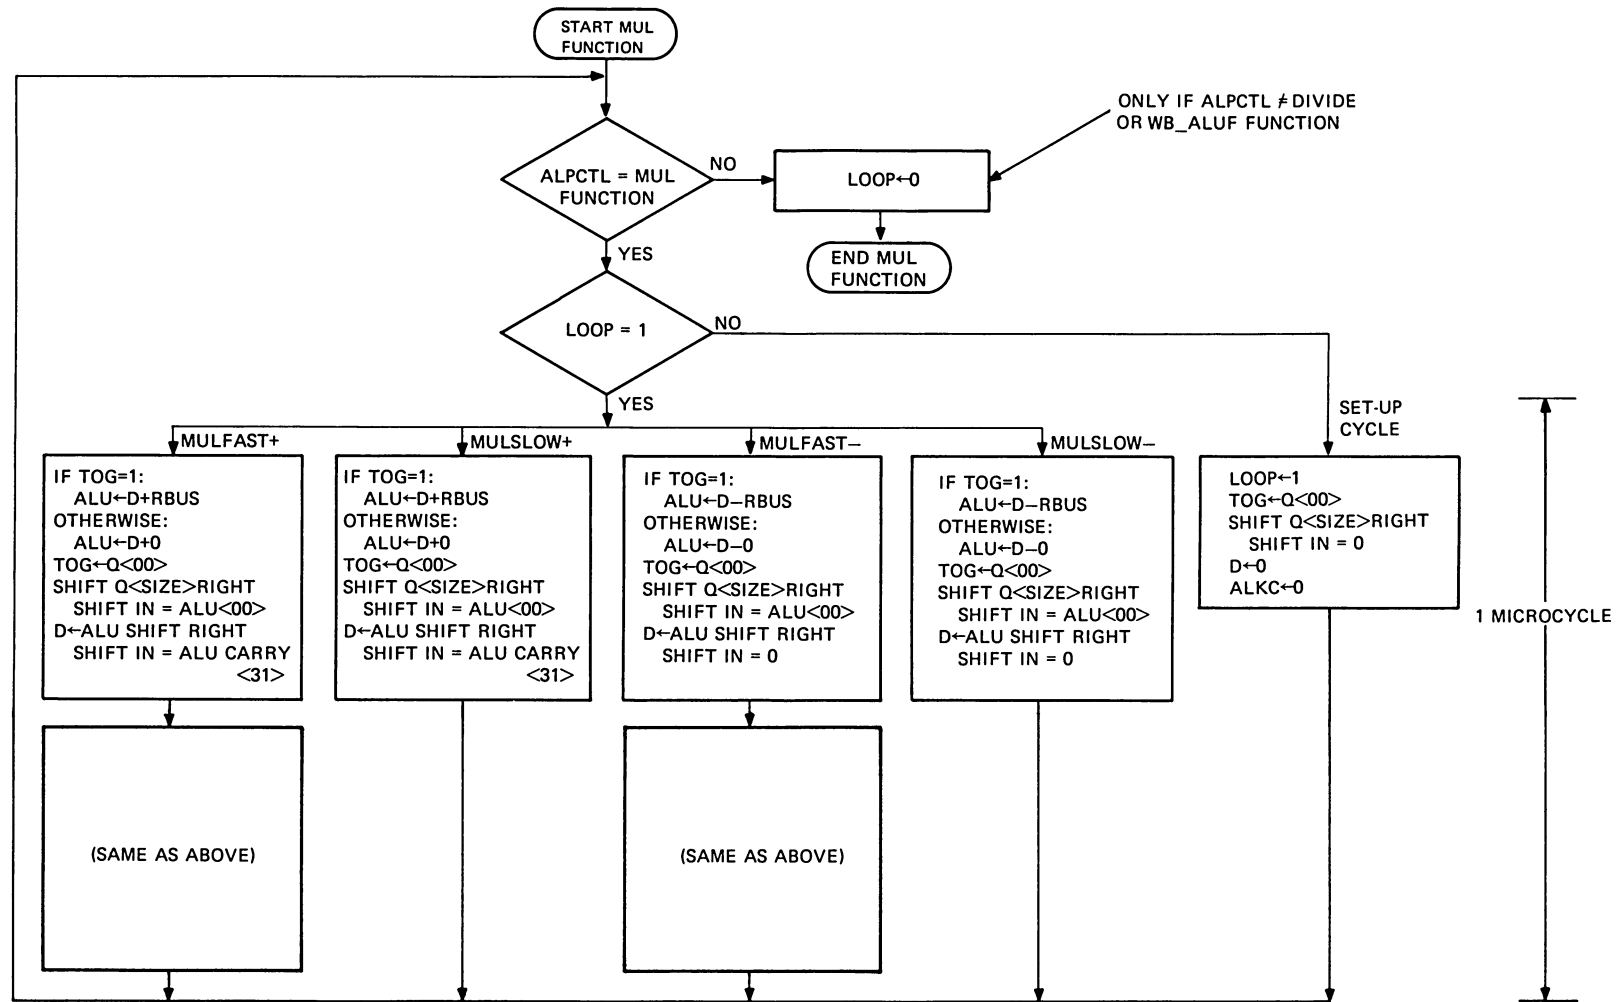 START MUL
FUNCTION
ONLY IF ALPCTL ≠ DIVIDE
OR WB_ALUF FUNCTION
ALPCTL = MUL
FUNCTION
NO
LOOP←0
YES
END MUL
FUNCTION
LOOP = 1
NO
YES
SET-UP
CYCLE
MULFAST+
IF TOG=1:
ALU←D+RBUS
OTHERWISE:
ALU←D+0
TOG←Q<00>
SHIFT Q<SIZE>RIGHT
SHIFT IN = ALU<00>
D←ALU SHIFT RIGHT
SHIFT IN = ALU CARRY
<31>
(SAME AS ABOVE)
MULSLOW+
IF TOG=1:
ALU←D+RBUS
OTHERWISE:
ALU←D+0
TOG←Q<00>
SHIFT Q<SIZE>RIGHT
SHIFT IN = ALU<00>
D←ALU SHIFT RIGHT
SHIFT IN = ALU CARRY
<31>
MULFAST−
IF TOG=1:
ALU←D−RBUS
OTHERWISE:
ALU←D−0
TOG←Q<00>
SHIFT Q<SIZE>RIGHT
SHIFT IN = ALU<00>
D←ALU SHIFT RIGHT
SHIFT IN = 0
(SAME AS ABOVE)
MULSLOW−
IF TOG=1:
ALU←D−RBUS
OTHERWISE:
ALU←D−0
TOG←Q<00>
SHIFT Q<SIZE>RIGHT
SHIFT IN = ALU<00>
D←ALU SHIFT RIGHT
SHIFT IN = 0
LOOP←1
TOG←Q<00>
SHIFT Q<SIZE>RIGHT
SHIFT IN = 0
D←0
ALKC←0
1 MICROCYCLE